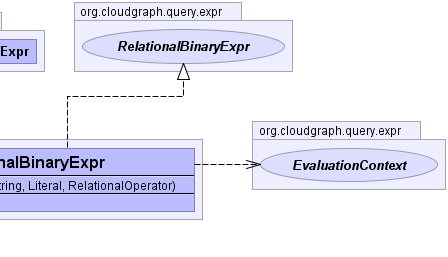 org.cloudgraph.query.expr
Expr
RelationalBinaryExpr
org.cloudgraph.query.expr
nalBinaryExpr
EvaluationContext
tring, Literal, RelationalOperator)